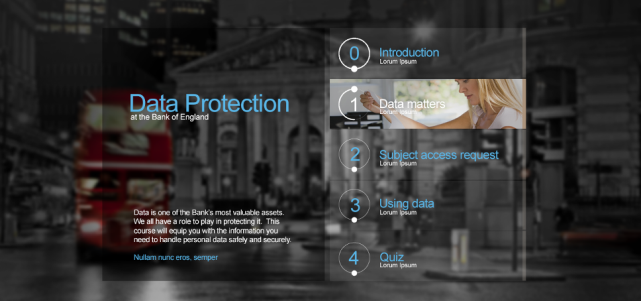 Data Protection
at the Bank of England
Data is one of the Bank's most valuable assets.
We all have a role to play in protecting it. This
course will equip you with the information you
need to handle personal data safely and securely
Nullam nunc eros, semper
0
Introduction
Lorum Ipsum
1
Data matters
Lorum Ipsum
2
Subject access request
Lorum Ipsum
3
Using data
Lorum Ipsum
4
Quiz
Lorum Ipsum